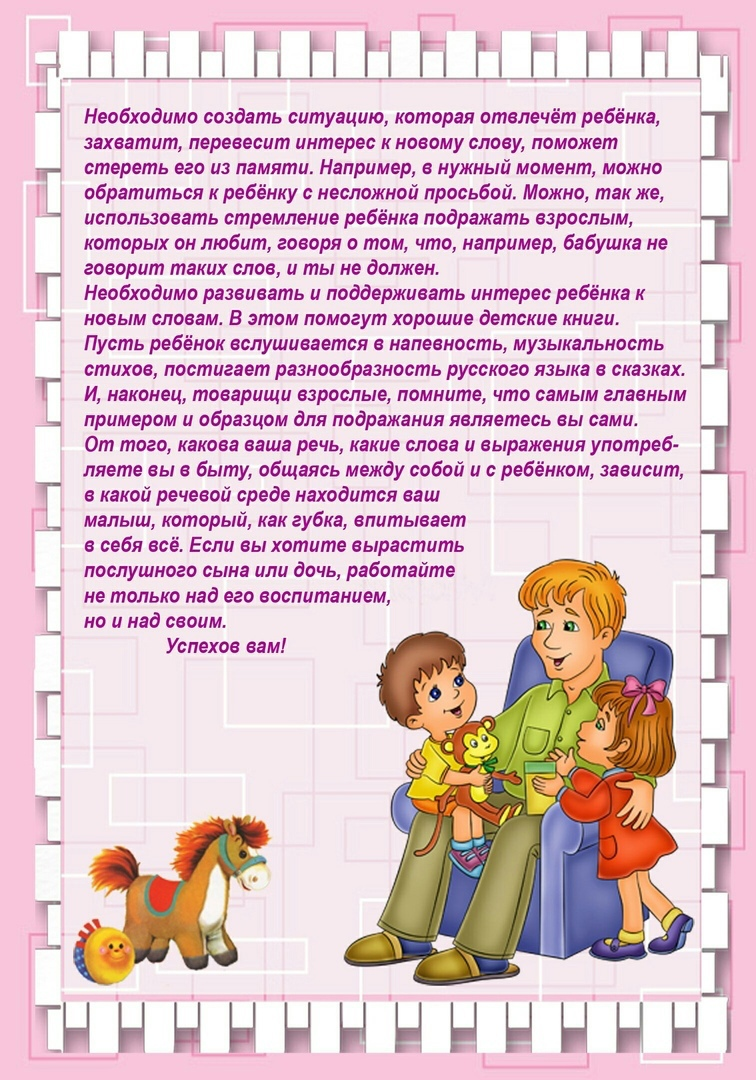 Необходимо создать ситуацию, которая отвлечёт ребёнка,
захватит, перевесит интерес к новому слову, поможет
стереть его из памяти. Например, в нужный момент, можно
обратиться к ребёнку с несложной просьбой. Можно, так же,
использовать стремление ребёнка подражать взрослым,
которых он любит, говоря о том, что, например, бабушка не
говорит таких слов, и ты не должен.
Необходимо развивать и поддерживать интерес ребёнка к
новым словам. В этом помогут хорошие детские книги.
Пусть ребёнок вслушивается в напевность, музыкальность
стихов, постигает разнообразность русского языка в сказках.
И, наконец, товарищи взрослые, помните, что самым главным
примером и образцом для подражания являетесь вы сами.
От того, какова ваша речь, какие слова и выражения употреб-
ляете вы в быту, общаясь между собой и с ребёнком, зависит,
в какой речевой среде находится ваш
малыш, который, как губка, впитывает
в себя всё. Если вы хотите вырастить
послушного сына или дочь, работайте
не только над его воспитанием,
но и над своим.
Успехов вам!